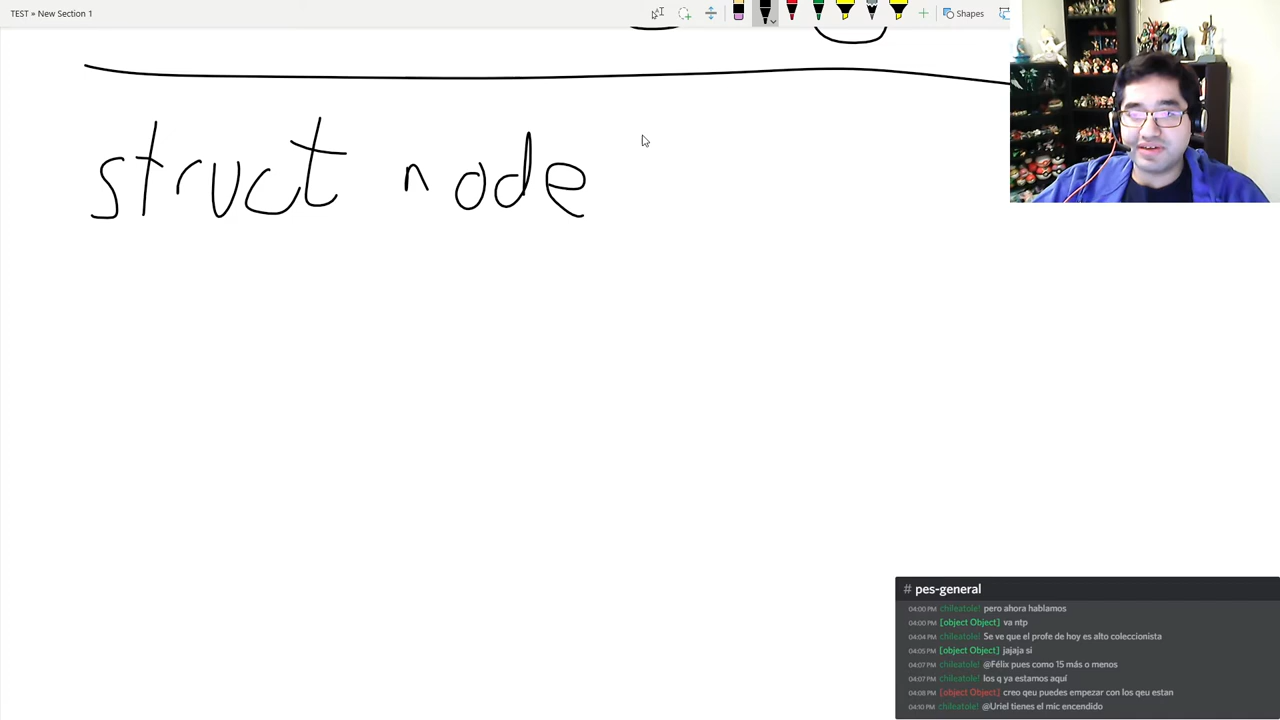 TEST » New Section 1
Shapes
struct node
# pes-general
04:00 PM chileatole! pero ahora hablamos
04:00 PM [object Object] va ntp
04:04 PM chileatole! Se ve que el profe de hoy es alto coleccionista
04:05 PM [object Object] jajaja si
04:07 PM chileatole! @Félix pues como 15 más o menos
04:07 PM chileatole! los q ya estamos aquí
04:08 PM [object Object] creo qeu puedes empezar con los qeu estan
04:10 PM chileatole! @Uriel tienes el mic encendido